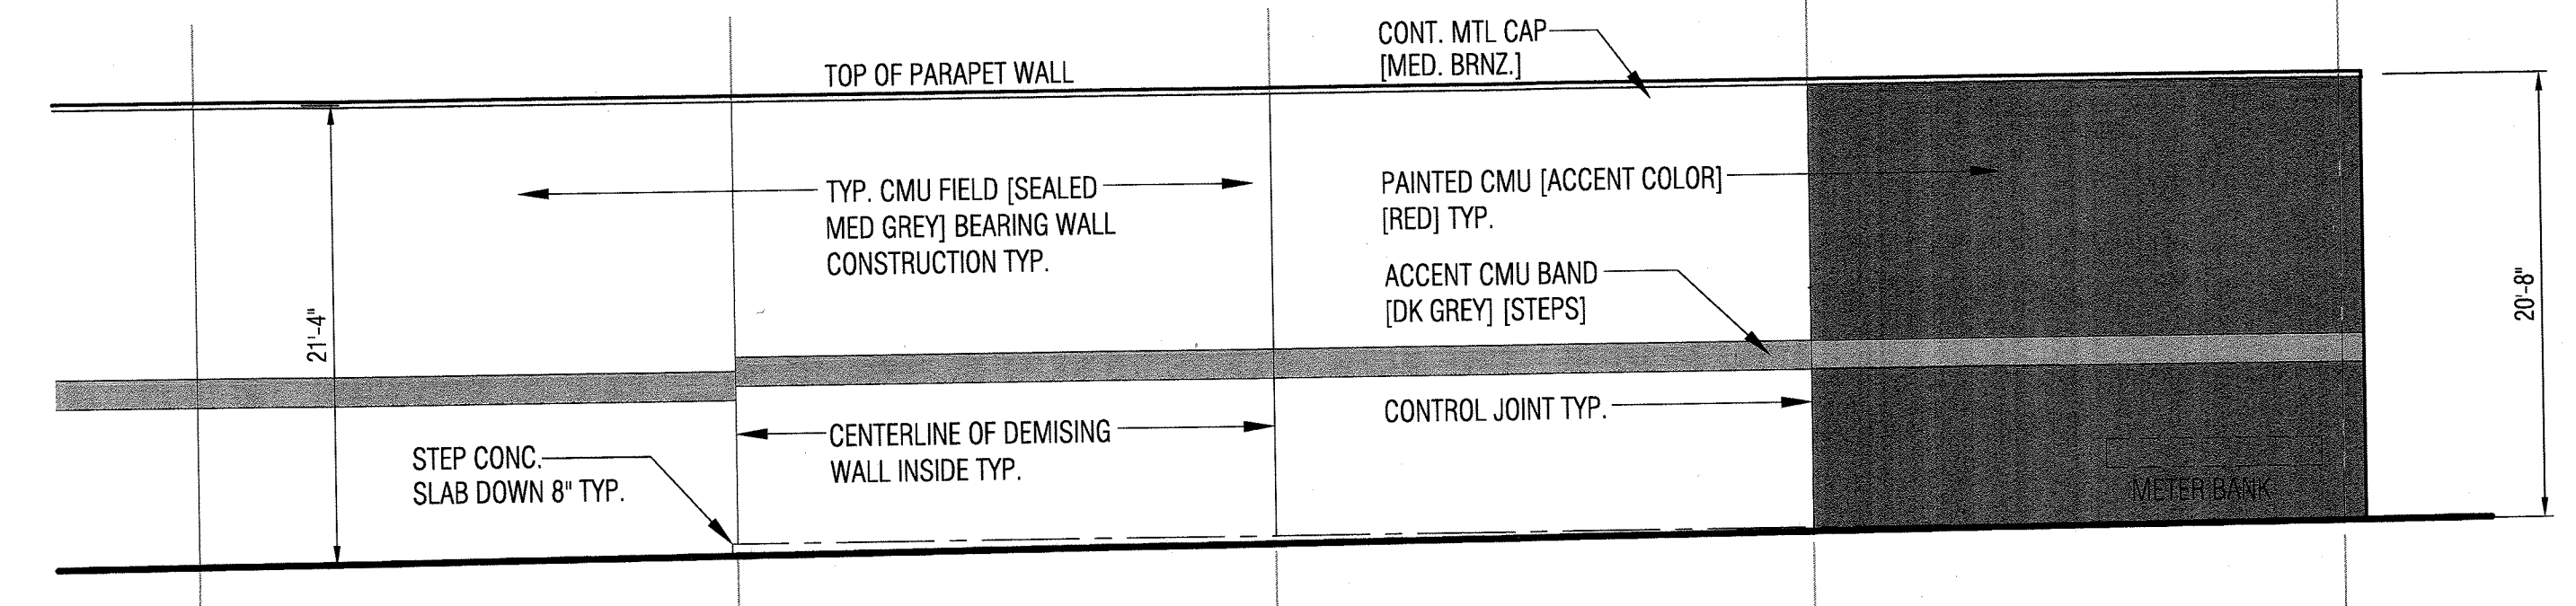 CONT. MTL CAP
[MED. BRNZ.]
TOP OF PARAPET WALL
TYP. CMU FIELD [SEALED
MED GREY] BEARING WALL
CONSTRUCTION TYP.
PAINTED CMU [ACCENT COLOR]
[RED] TYP.
ACCENT CMU BAND
[DK GREY] [STEPS]
21'-4"
20'-8"
CONTROL JOINT TYP.
CENTERLINE OF DEMISING
WALL INSIDE TYP.
STEP CONC.
SLAB DOWN 8" TYP.
METER BANK